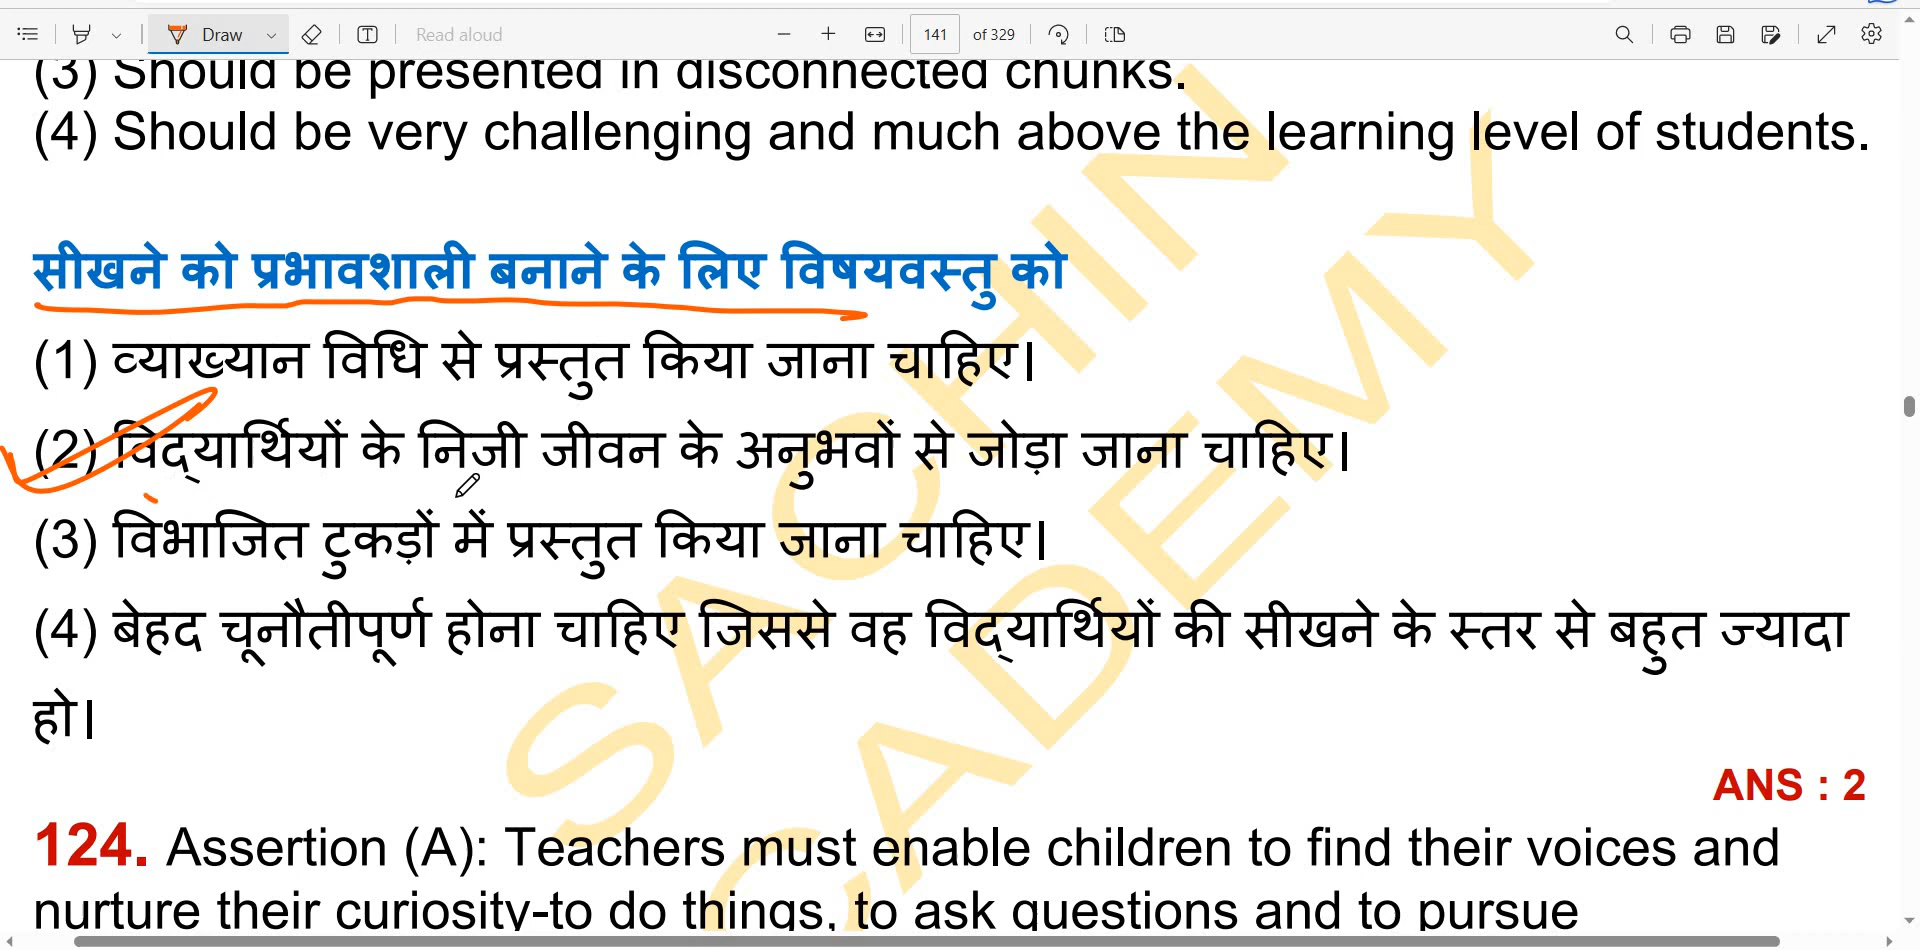 Draw
Read aloud
141 of 329
(3) Should be presented in disconnected chunks.
(4) Should be very challenging and much above the learning level of students.
सीखने को प्रभावशाली बनाने के लिए विषयवस्तु को
(1) व्याख्यान विधि से प्रस्तुत किया जाना चाहिए।
(2) विद्यार्थियों के निजी जीवन के अनुभवों से जोड़ा जाना चाहिए।
(3) विभाजित टुकड़ों में प्रस्तुत किया जाना चाहिए।
(4) बेहद चूनौतीपूर्ण होना चाहिए जिससे वह विद्यार्थियों की सीखने के स्तर से बहुत ज्यादा
हो।
ANS : 2
124. Assertion (A): Teachers must enable children to find their voices and
nurture their curiosity-to do things, to ask questions and to pursue
SACHIN
CADEMY